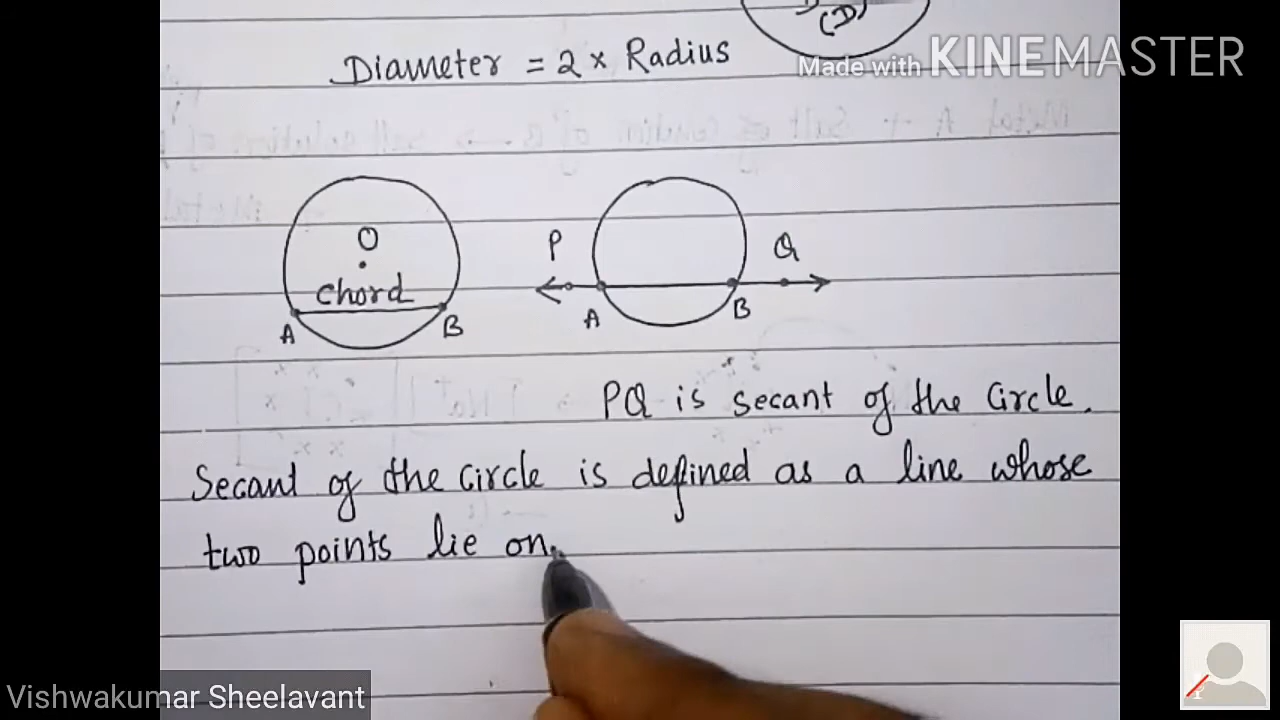 (D)
Diameter = 2 × Radius
Made with KINEMASTER
O
chord
A
B
P
Q
A
B
PQ is secant of the circle.
Secant of the circle is defined as a line whose
two points lie on
Vishwakumar Sheelavant